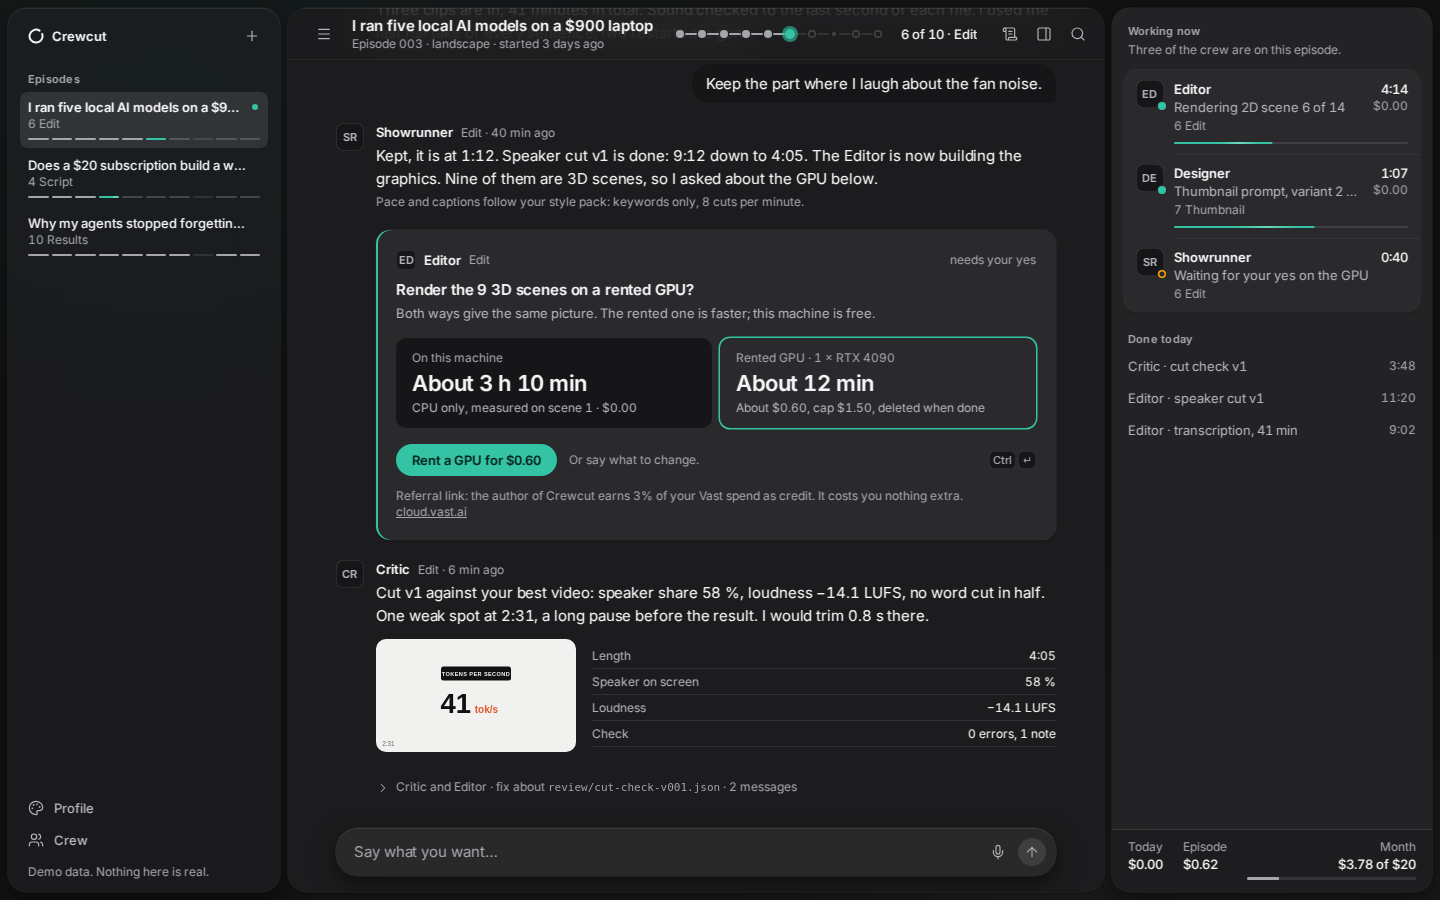 Crewcut
Episodes
I ran five local AI models on a $9...
6 Edit
Does a $20 subscription build a w...
4 Script
Why my agents stopped forgettin...
10 Results
Profile
Crew
Demo data. Nothing here is real.
I ran five local AI models on a $900 laptop
Episode 003 · landscape · started 3 days ago
6 of 10 · Edit
Three clips are in, 41 minutes in total. Sound checked to the last second of each file. I used the
Keep the part where I laugh about the fan noise.
SR
Showrunner Edit · 40 min ago
Kept, it is at 1:12. Speaker cut v1 is done: 9:12 down to 4:05. The Editor is now building the
graphics. Nine of them are 3D scenes, so I asked about the GPU below.
Pace and captions follow your style pack: keywords only, 8 cuts per minute.
ED Editor Edit needs your yes
Render the 9 3D scenes on a rented GPU?
Both ways give the same picture. The rented one is faster; this machine is free.
On this machine
About 3 h 10 min
CPU only, measured on scene 1 · $0.00
Rented GPU · 1 × RTX 4090
About 12 min
About $0.60, cap $1.50, deleted when done
Rent a GPU for $0.60 Or say what to change. Ctrl ↵
Referral link: the author of Crewcut earns 3% of your Vast spend as credit. It costs you nothing extra.
cloud.vast.ai
CR
Critic Edit · 6 min ago
Cut v1 against your best video: speaker share 58 %, loudness −14.1 LUFS, no word cut in half.
One weak spot at 2:31, a long pause before the result. I would trim 0.8 s there.
TOKENS PER SECOND
41 tok/s
2:31
Length 4:05
Speaker on screen 58 %
Loudness −14.1 LUFS
Check 0 errors, 1 note
Critic and Editor · fix about review/cut-check-v001.json · 2 messages
Say what you want...
Working now
Three of the crew are on this episode.
ED
Editor 4:14
Rendering 2D scene 6 of 14 $0.00
6 Edit
DE
Designer 1:07
Thumbnail prompt, variant 2 ... $0.00
7 Thumbnail
SR
Showrunner 0:40
Waiting for your yes on the GPU
6 Edit
Done today
Critic · cut check v1 3:48
Editor · speaker cut v1 11:20
Editor · transcription, 41 min 9:02
Today Episode Month
$0.00 $0.62 $3.78 of $20